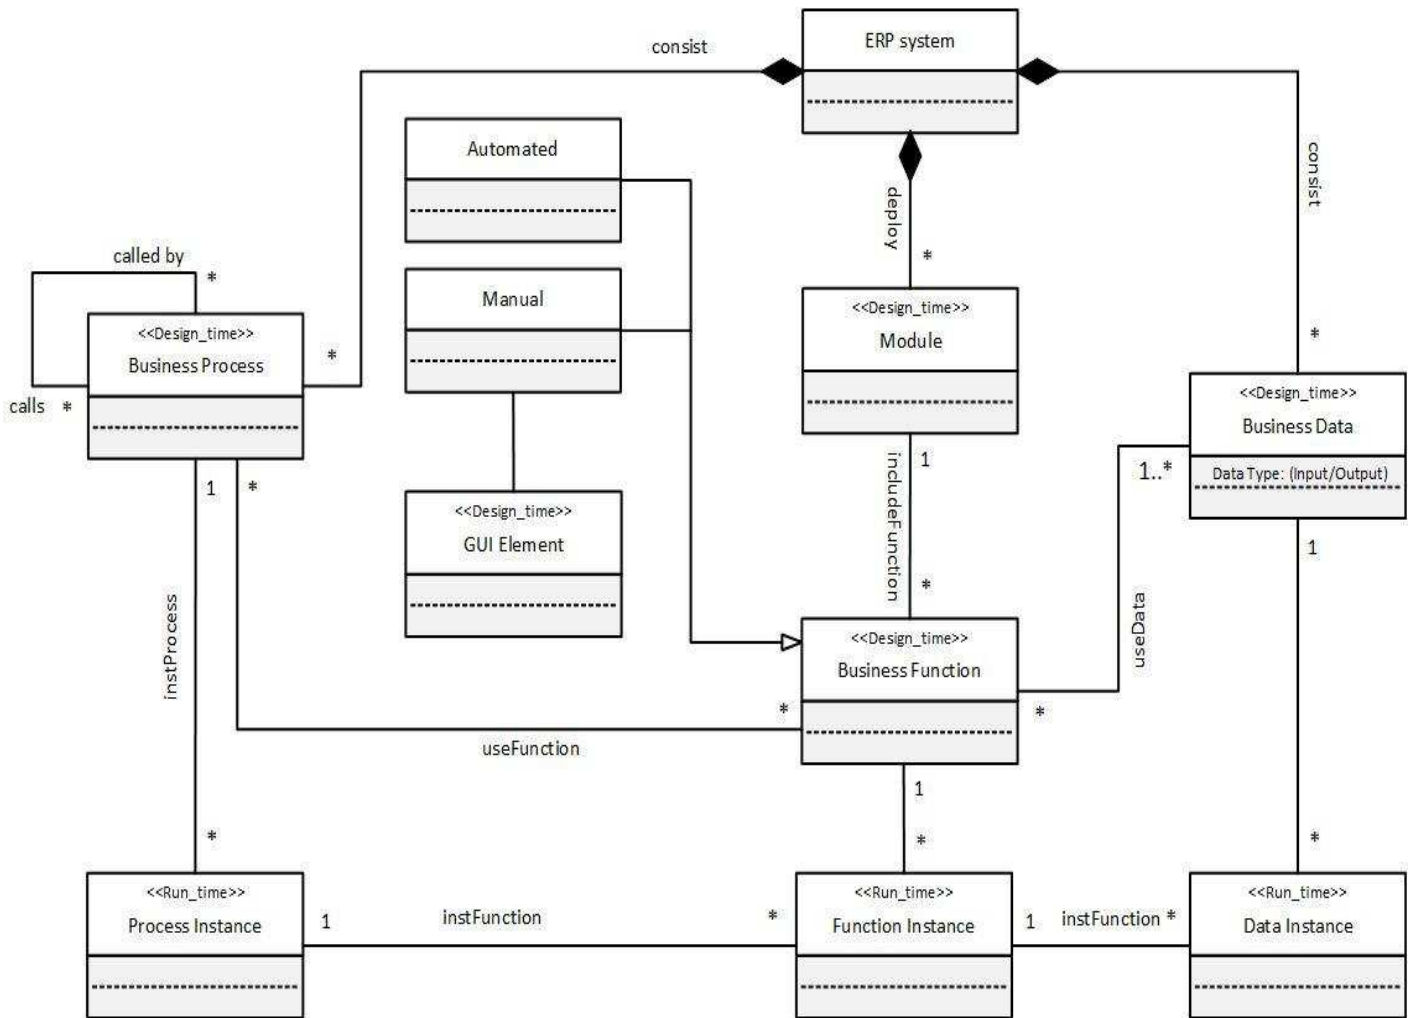 consist
ERP system
Automated
consist
deploy
*
called by
*
Manual
<<Design_time>>
Module
<<Design_time>>
Business Process
*
*
calls *
<<Design_time>>
Business Data
Data Type: (Input/Output)
1
*
1
includeFunction
1..*
<<Design_time>>
GUI Element
1
instProcess
*
useData
<<Design_time>>
Business Function
*
*
useFunction
1
*
*
*
<<Run_time>>
Process Instance
1
instFunction
*
<<Run_time>>
Function Instance
1
instFunction *
<<Run_time>>
Data Instance